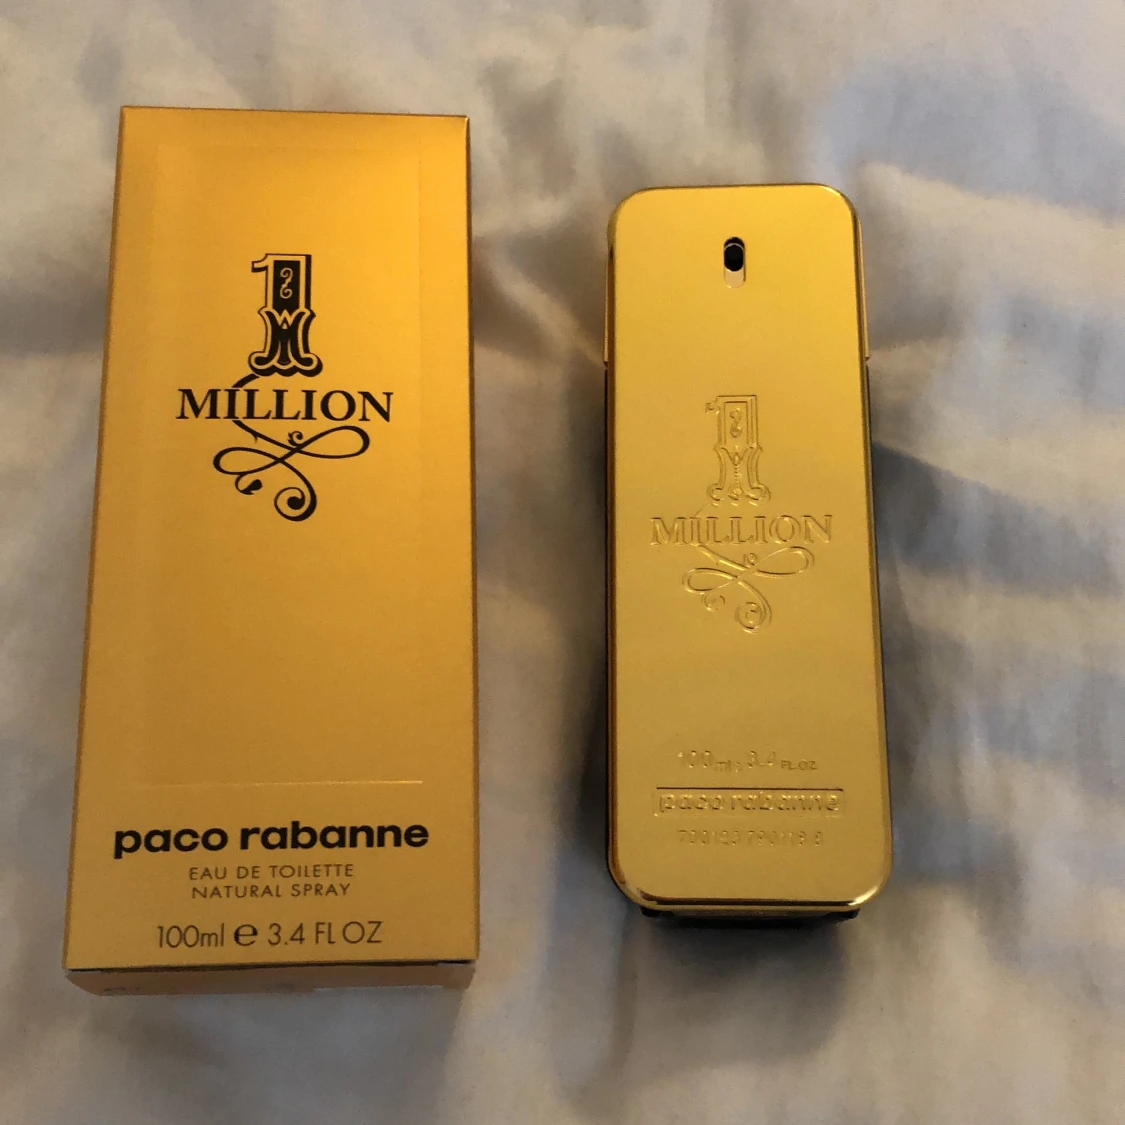 1
MILLION
paco rabanne
EAU DE TOILETTE
NATURAL SPRAY
100ml e 3.4 FL OZ
1
MILLION
100ml 3.4 FL OZ
paco rabanne